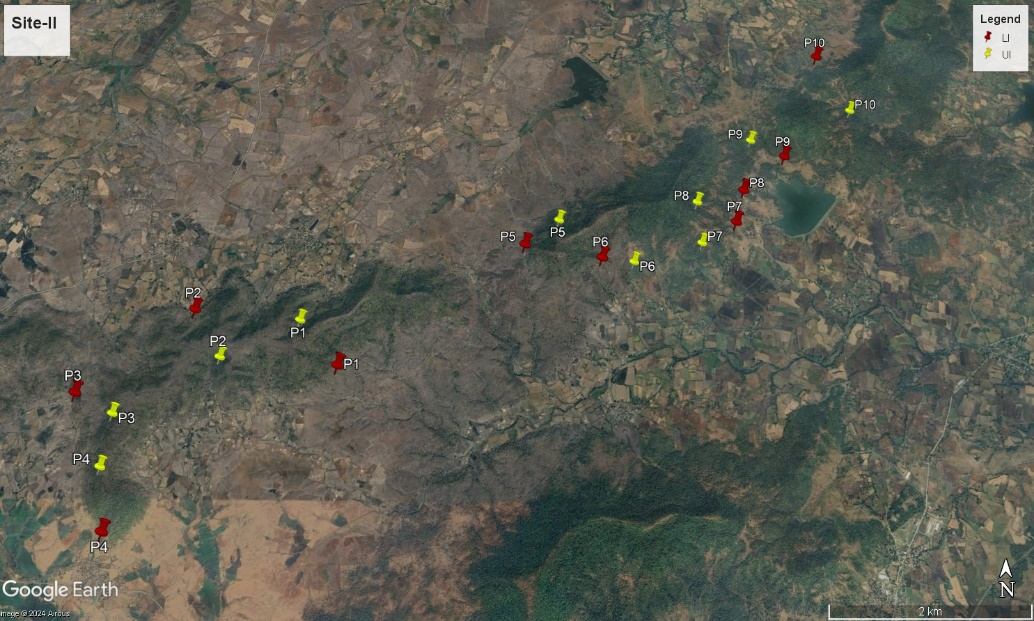 Site-II
Legend
LI
UI
P10
P10
P9
P9
P8
P8
P7
P7
P5
P5
P6
P6
P2
P1
P2
P1
P3
P3
P4
P4
Google Earth
Image © 2024 Airbus
N
2 km